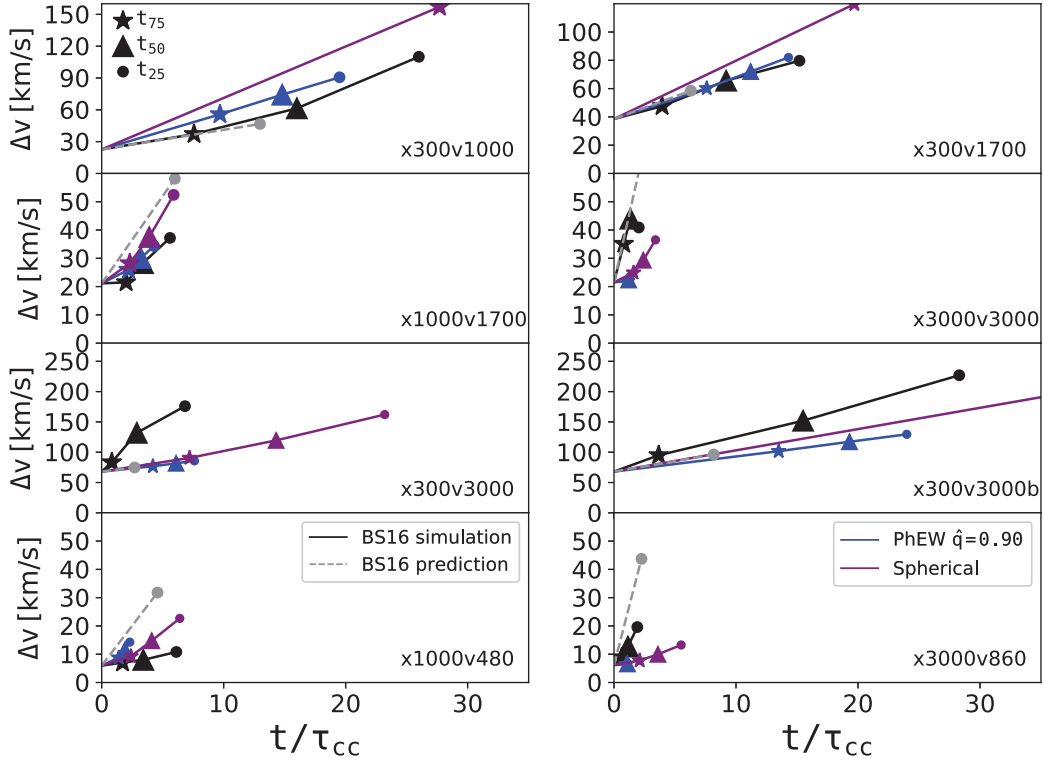 150
120
90
60
30
0
Δv [km/s]
t75
t50
t25
x300v1000
100
80
60
40
20
0
x300v1700
50
40
30
20
10
0
Δv [km/s]
x1000v1700
50
40
30
20
10
0
x3000v3000
250
200
150
100
50
0
Δv [km/s]
x300v3000
250
200
150
100
50
0
x300v3000b
50
40
30
20
10
0
Δv [km/s]
BS16 simulation
BS16 prediction
x1000v480
0 10 20 30
t/τcc
50
40
30
20
10
0
PhEW q̂=0.90
Spherical
x3000v860
0 10 20 30
t/τcc